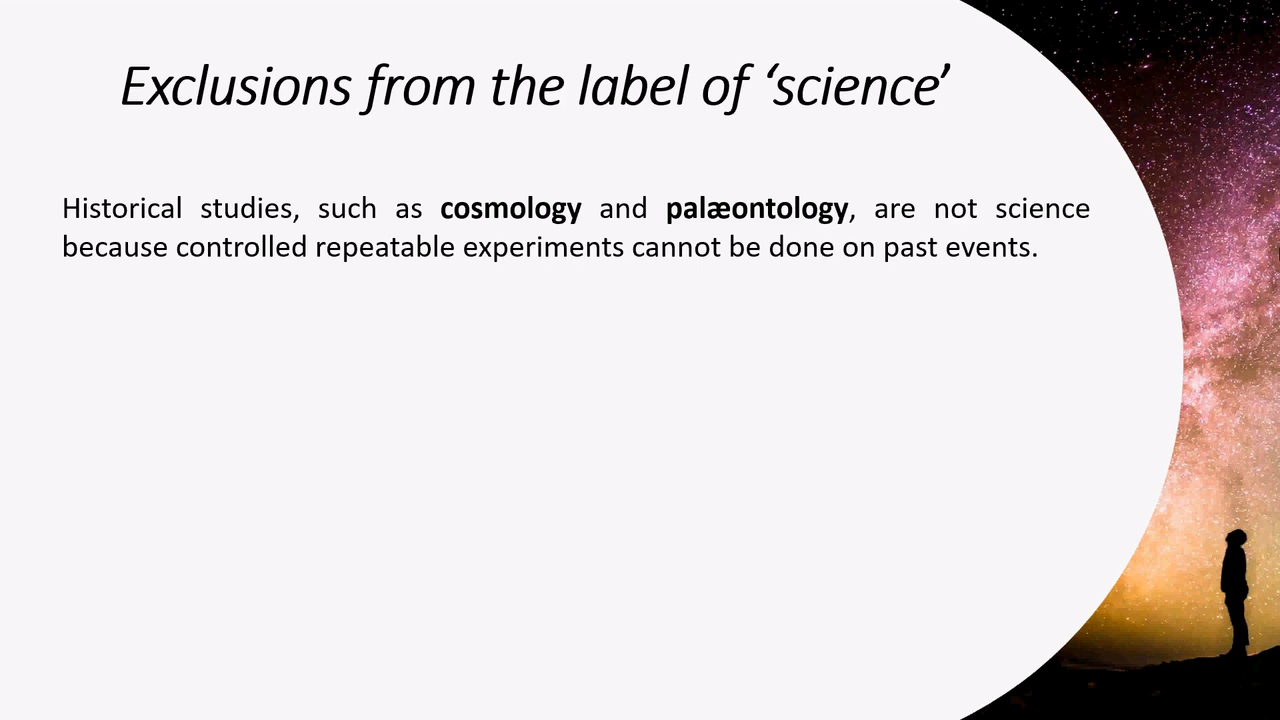 Exclusions from the label of ‘science’
Historical studies, such as cosmology and palæontology, are not science
because controlled repeatable experiments cannot be done on past events.